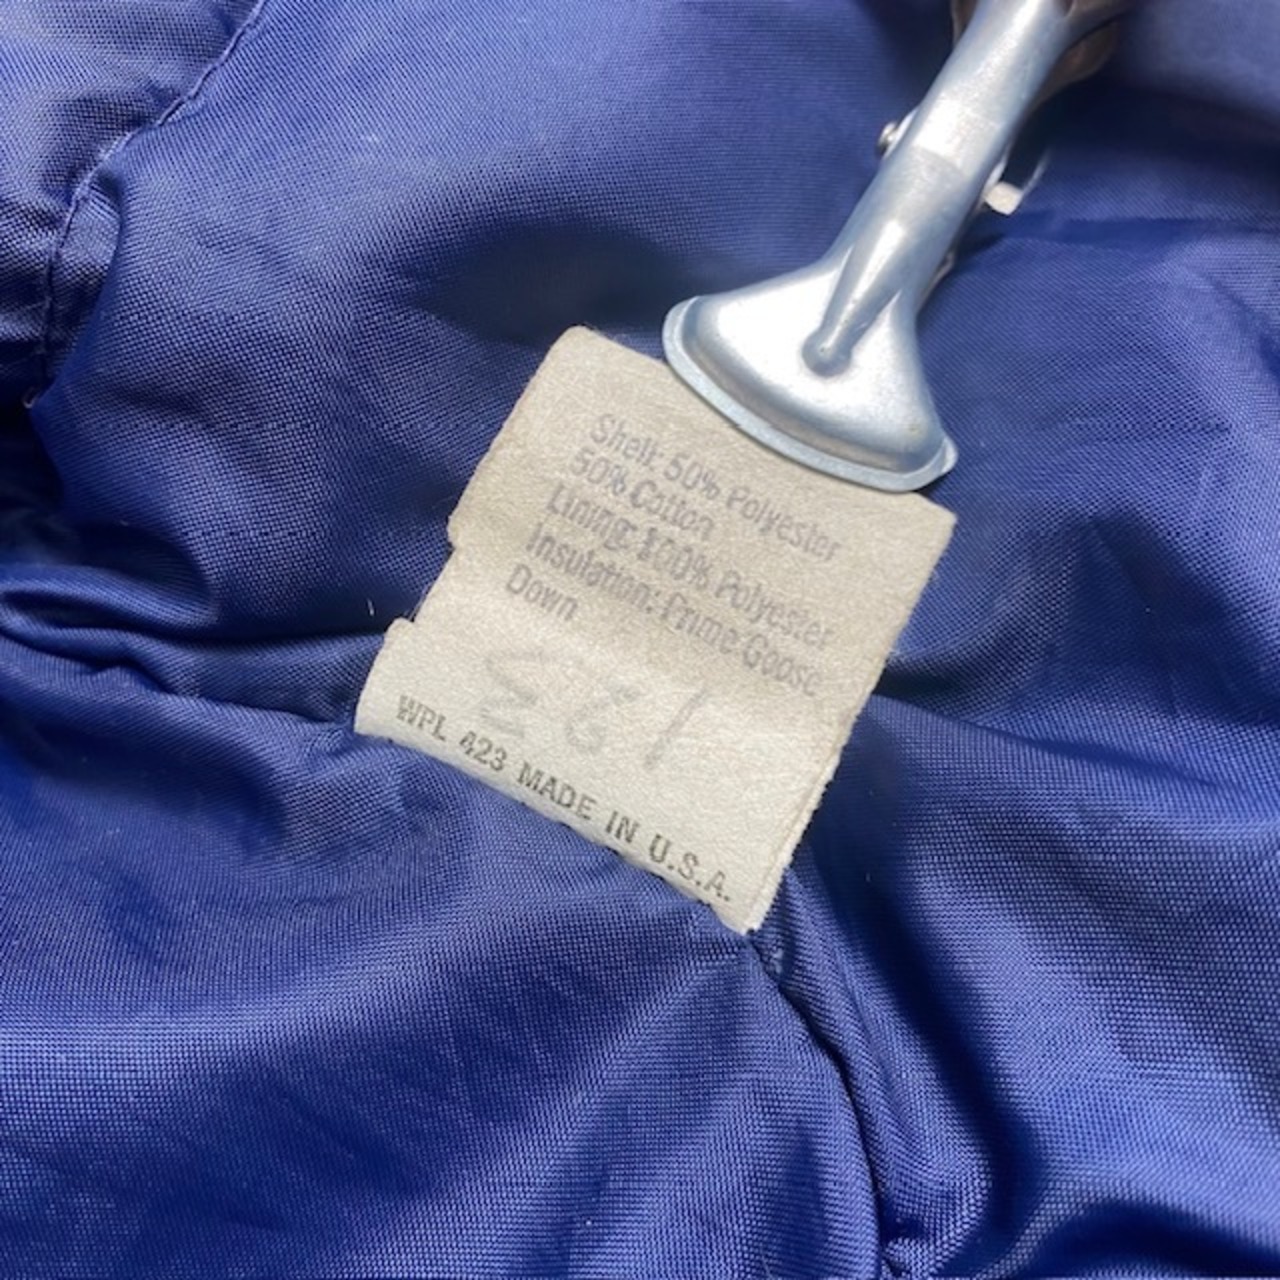 Shell: 50% Polyester
50% Cotton
Lining: 100% Polyester
Insulation: Prime Goose
Down
WPL 423 MADE IN U.S.A.